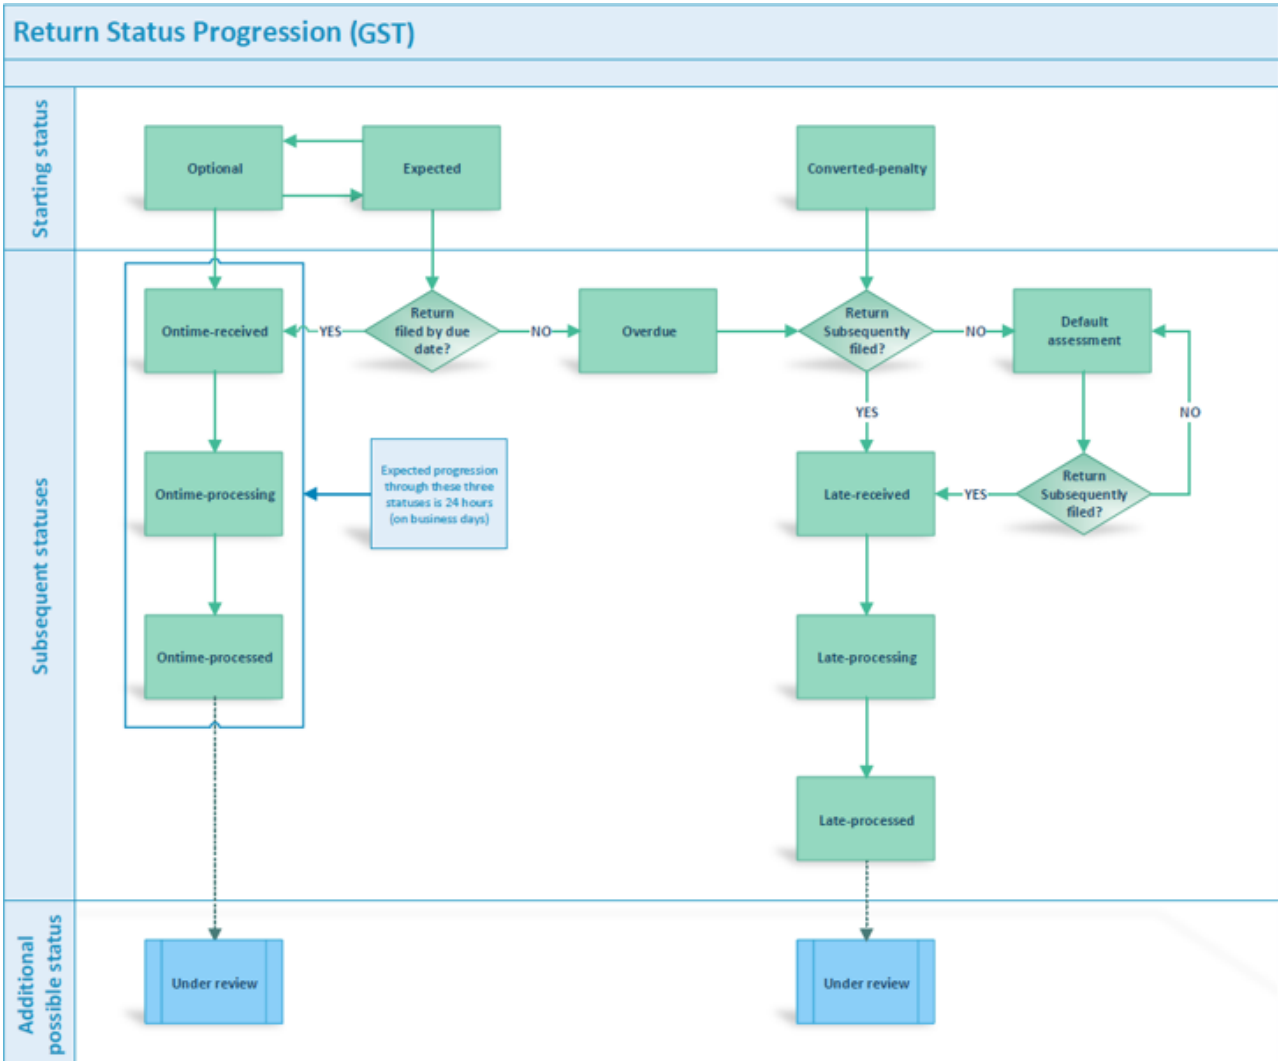 Return Status Progression (GST)
Starting status
Optional
Expected
Converted-penalty
Subsequent statuses
Ontime-received
YES
Return
filed by due
date?
NO
Overdue
Return
Subsequently
filed?
NO
Default
assessment
YES
NO
Expected progression
through these three
statuses is 24 hours
(on business days)
Ontime-processing
Late-received
YES
Return
Subsequently
filed?
Ontime-processed
Late-processing
Late-processed
Additional
possible status
Under review
Under review